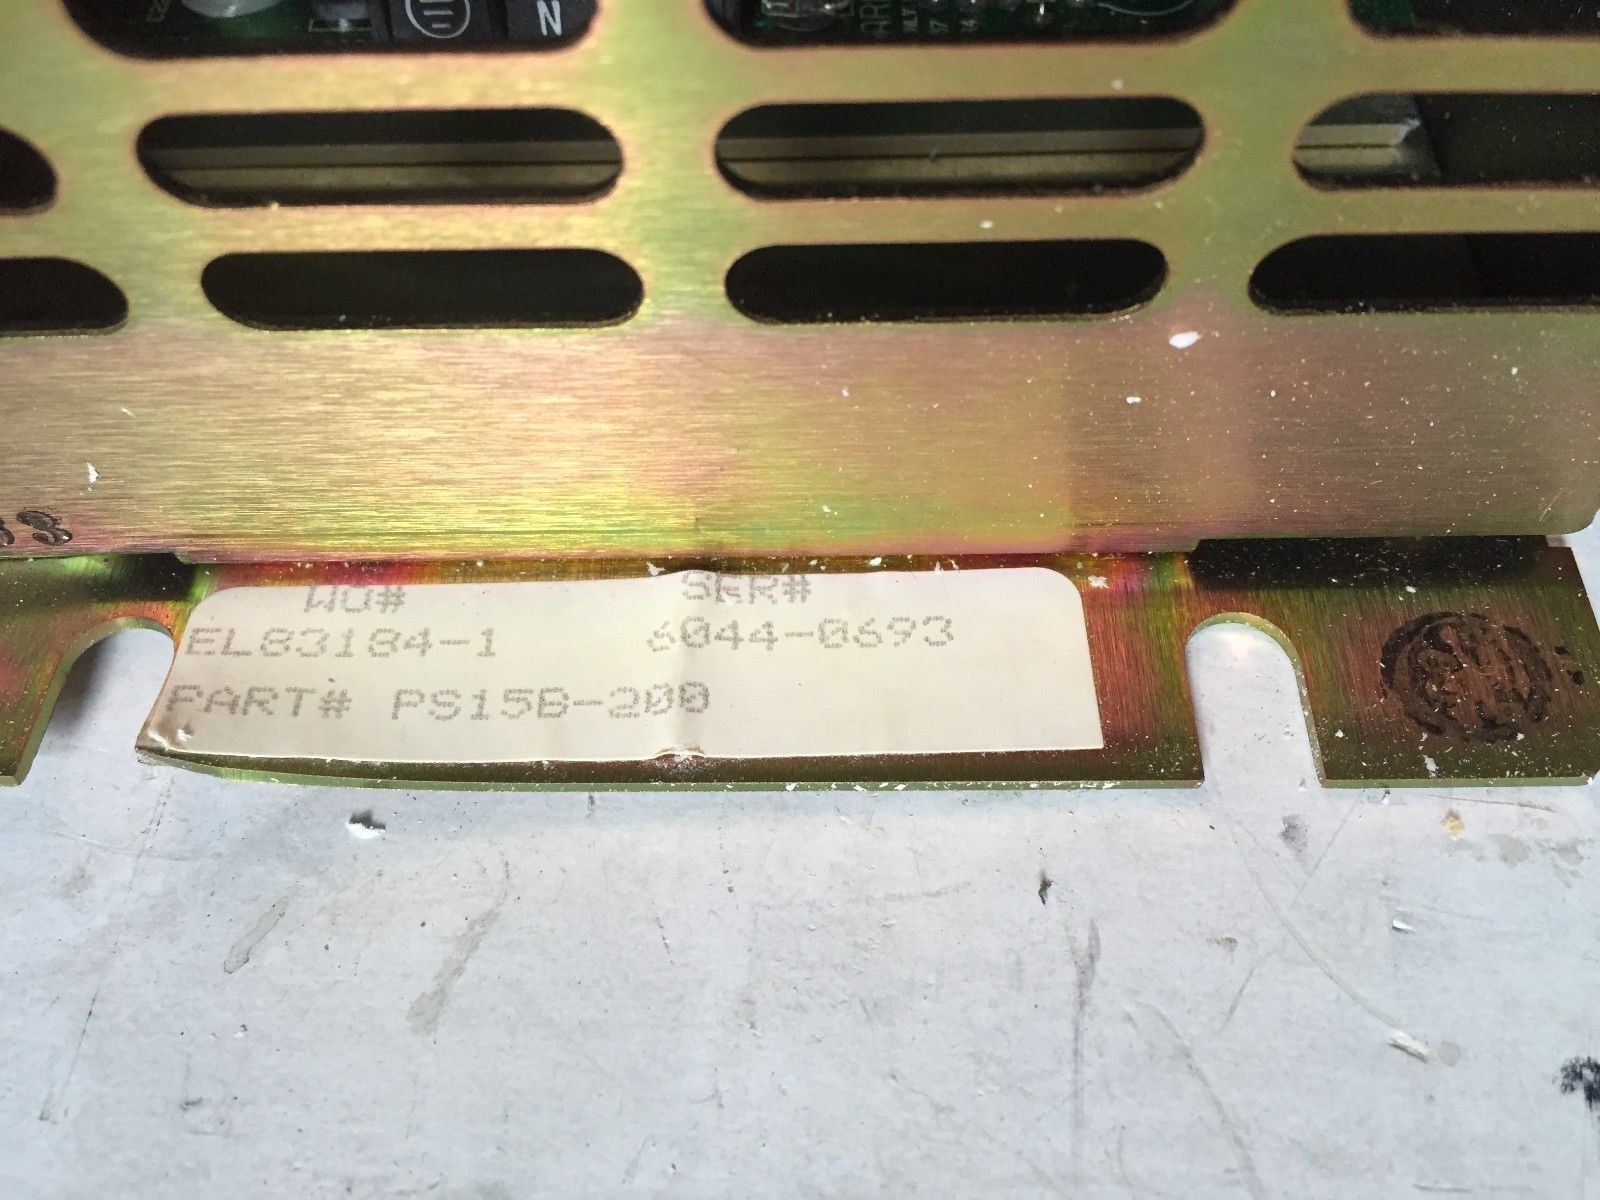 N
WO# SER#
EL83184-1 6044-0693
PART# PS15B-200